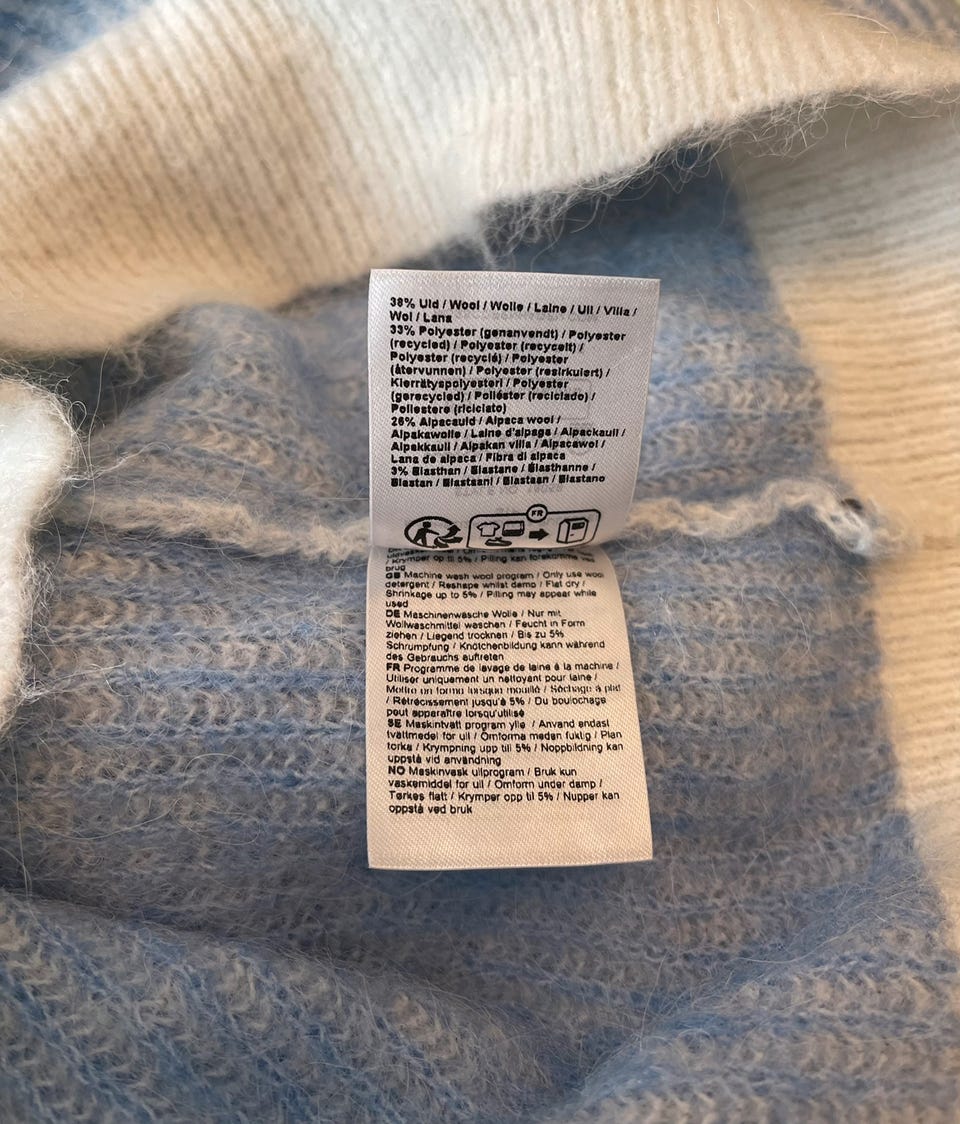 38% Uld / Wool / Wolle / Laine / Ull / Villa /
Wol / Lana
33% Polyester (genanvendt) / Polyester
(recycled) / Polyester (recycelt) /
Polyester (recyclé) / Polyester
(återvunnen) / Polyester (resirkulert) /
Kierrätyspolyesteri / Polyester
(gerecycled) / Poliéster (reciclado) /
Poliestere (riciclato)
26% Alpacauld / Alpaca wool /
Alpakawolle / Laine d'alpaga / Alpackaull /
Alpakkaull / Alpakan villa / Alpacawol /
Lana de alpaca / Fibra di alpaca
3% Elasthan / Elastane / Élasthanne /
Elastan / Elastaani / Elastaan / Elastano
FR
/ Krymper op til 5% / Pilling kan forekomme ved
brug
GB Machine wash wool program / Only use wool
detergent / Reshape whilst damp / Flat dry /
Shrinkage up to 5% / Pilling may appear while
used
DE Maschinenwäsche Wolle / Nur mit
Wollwaschmittel waschen / Feucht in Form
ziehen / Liegend trocknen / Bis zu 5%
Schrumpfung / Knötchenbildung kann während
des Gebrauchs auftreten
FR Programme de lavage de laine à la machine /
Utiliser uniquement un nettoyant pour laine /
Mettre en forme lorsque mouillé / Séchage à plat
/ Rétrécissement jusqu'à 5% / Du boulochage
peut apparaître lorsqu'utilisé
SE Maskintvätt program ylle / Använd endast
tvättmedel för ull / Omforma medan fuktig / Plan
torka / Krympning upp till 5% / Noppbildning kan
uppstå vid användning
NO Maskinvask ullprogram / Bruk kun
vaskemiddel for ull / Omform under damp /
Tørkes flatt / Krymper opp til 5% / Nupper kan
oppstå ved bruk